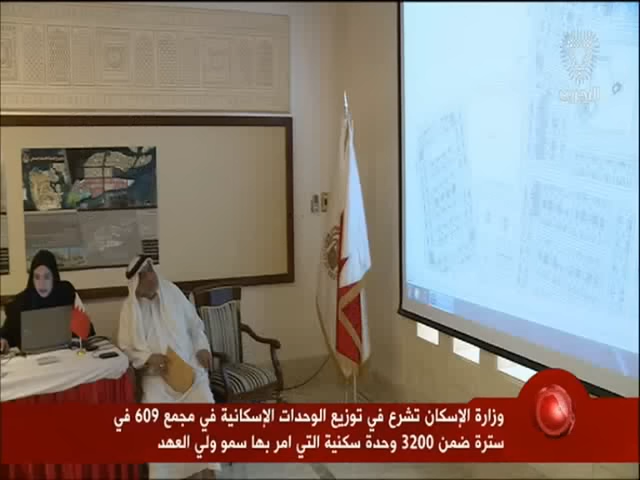 البحرين
وزارة الإسكان تشرع في توزيع الوحدات الإسكانية في مجمع 609 في
سترة ضمن 3200 وحدة سكنية التي امر بها سمو ولي العهد